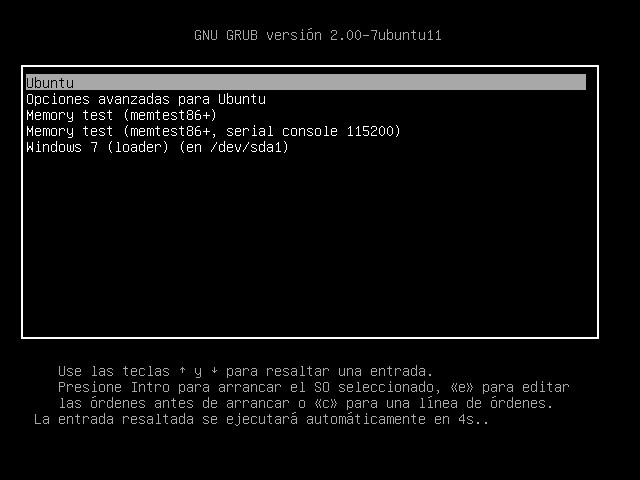 GNU GRUB versión 2.00-7ubuntu11
Ubuntu
Opciones avanzadas para Ubuntu
Memory test (memtest86+)
Memory test (memtest86+, serial console 115200)
Windows 7 (loader) (en /dev/sda1)
Use las teclas ↑ y ↓ para resaltar una entrada.
Presione Intro para arrancar el SO seleccionado, «e» para editar
las órdenes antes de arrancar o «c» para una línea de órdenes.
La entrada resaltada se ejecutará automáticamente en 4s..